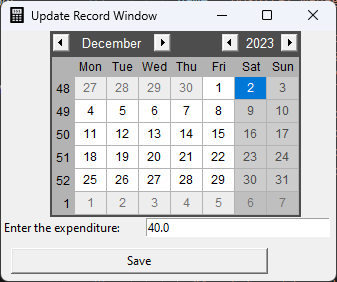 Update Record Window
December 2023
Mon Tue Wed Thu Fri Sat Sun
48 27 28 29 30 1 2 3
49 4 5 6 7 8 9 10
50 11 12 13 14 15 16 17
51 18 19 20 21 22 23 24
52 25 26 27 28 29 30 31
1 1 2 3 4 5 6 7
Enter the expenditure: 40.0
Save